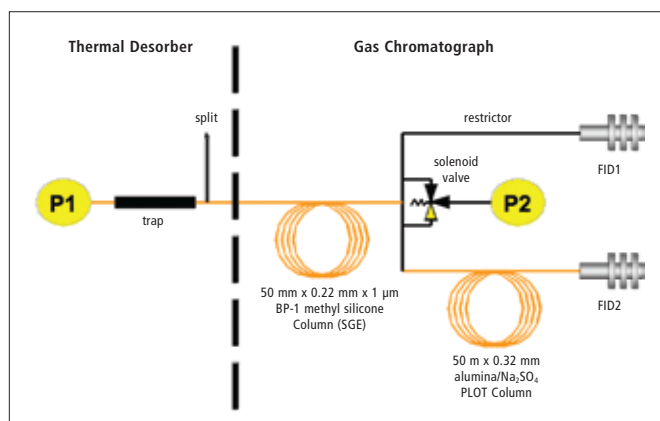 Thermal Desorber
Gas Chromatograph
split
restrictor
FID1
solenoid
valve
P1
trap
P2
50 mm x 0.22 mm x 1 µm
BP-1 methyl silicone
Column (SGE)
FID2
50 m x 0.32 mm
alumina/Na₂SO₄
PLOT Column